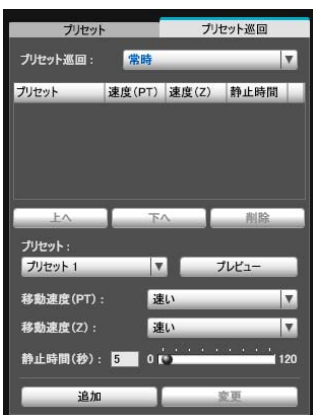 プリセット プリセット巡回
プリセット巡回： 常時
プリセット 速度(PT) 速度(Z) 静止時間
上へ 下へ 削除
プリセット：
プリセット 1 プレビュー
移動速度(PT)： 速い
移動速度(Z)： 速い
静止時間(秒)： 5 0 120
追加 変更